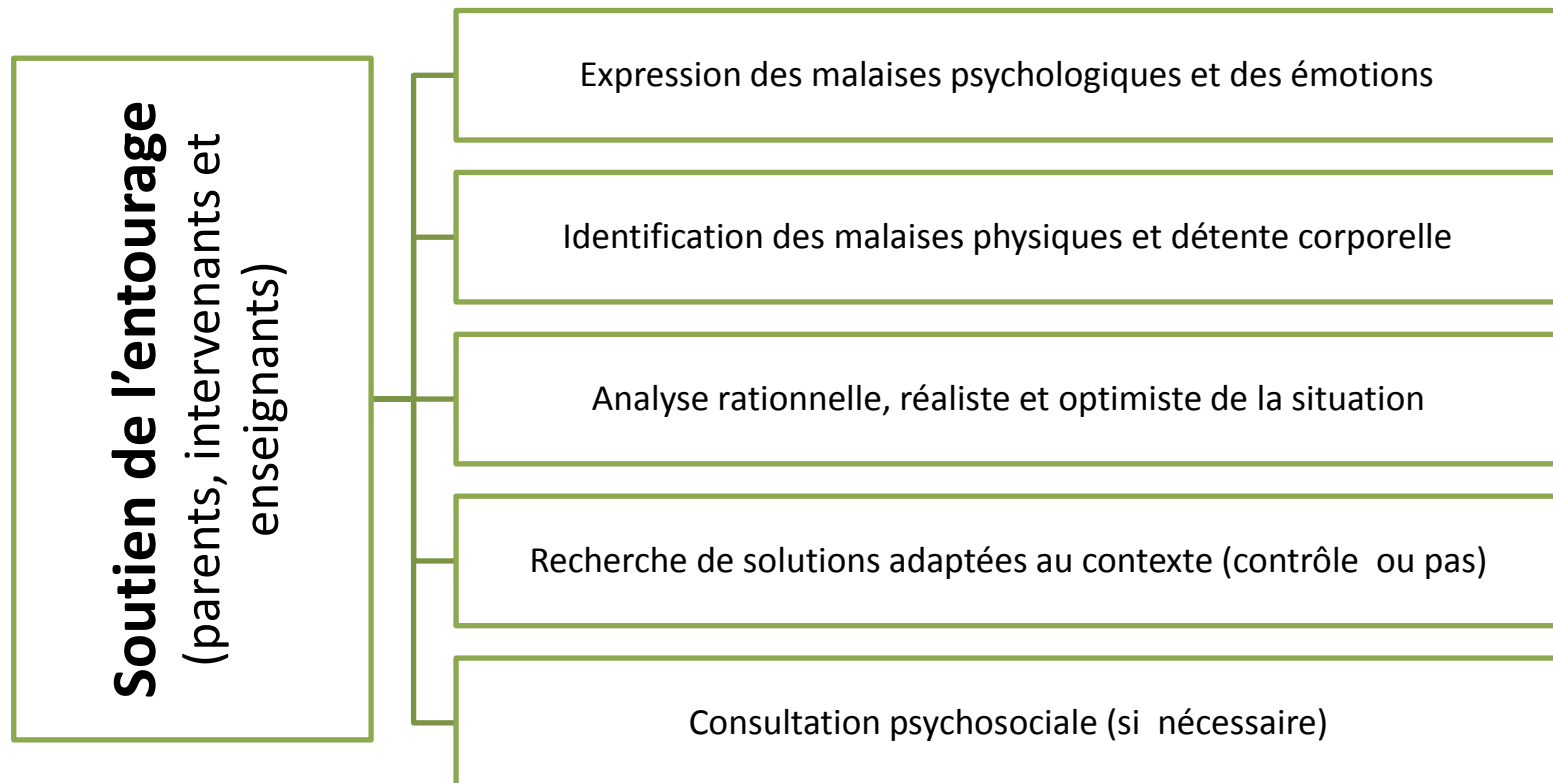 Soutien de l'entourage
(parents, intervenants et
enseignants)
Expression des malaises psychologiques et des émotions
Identification des malaises physiques et détente corporelle
Analyse rationnelle, réaliste et optimiste de la situation
Recherche de solutions adaptées au contexte (contrôle  ou pas)
Consultation psychosociale (si  nécessaire)